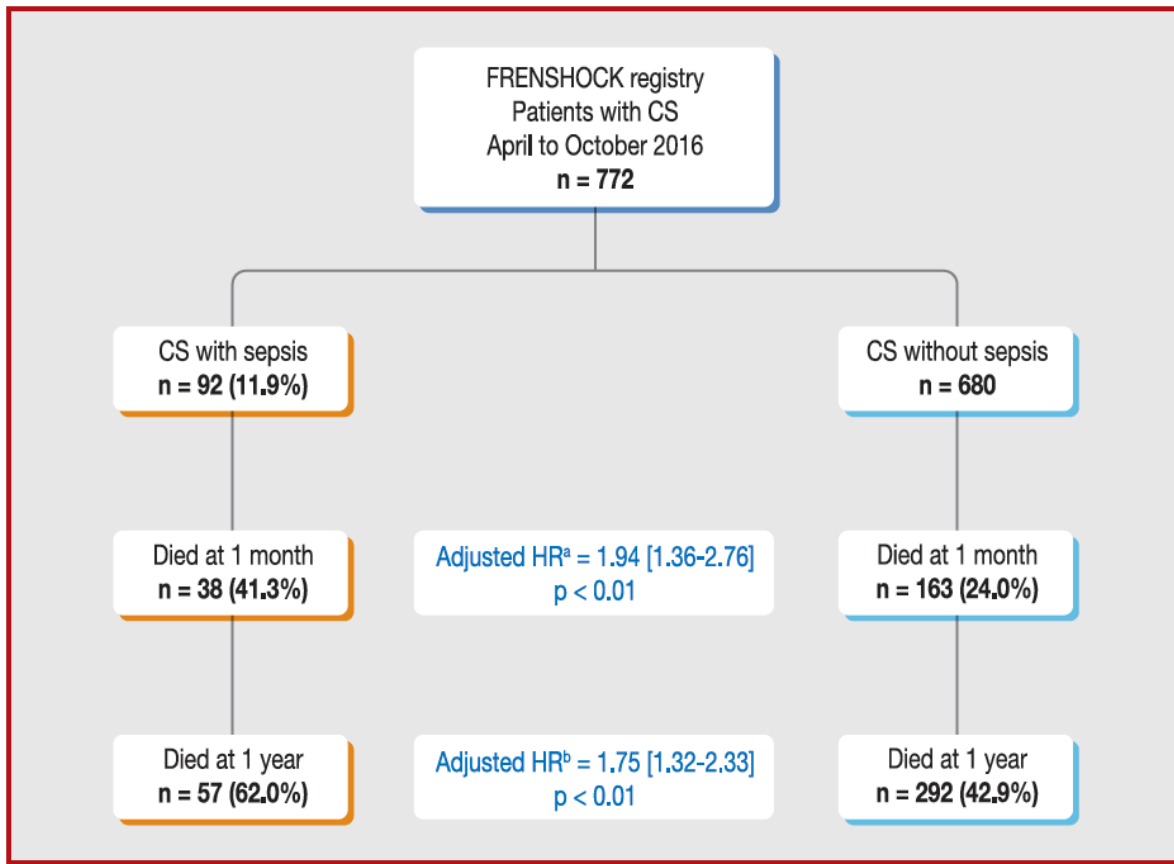 FRENSHOCK registry
Patients with CS
April to October 2016
n = 772
CS with sepsis
n = 92 (11.9%)
CS without sepsis
n = 680
Died at 1 month
n = 38 (41.3%)
Adjusted HRᵃ = 1.94 [1.36-2.76]
p < 0.01
Died at 1 month
n = 163 (24.0%)
Died at 1 year
n = 57 (62.0%)
Adjusted HRᵇ = 1.75 [1.32-2.33]
p < 0.01
Died at 1 year
n = 292 (42.9%)